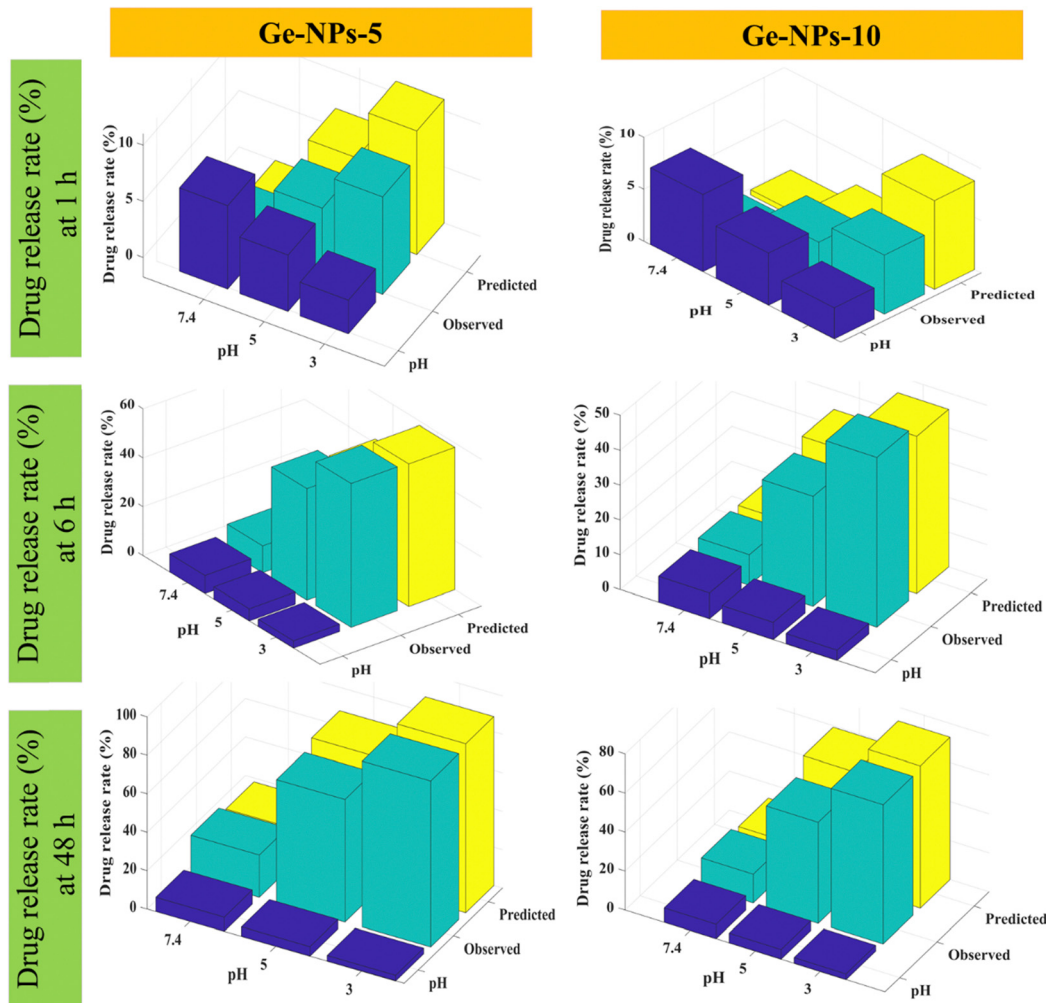 Ge-NPs-5
Ge-NPs-10
Drug release rate (%)
at 1 h
Drug release rate (%)
10
5
0
7.4
5
3
pH
pH
Observed
Predicted
Drug release rate (%)
10
5
0
7.4
5
3
pH
pH
Observed
Predicted
Drug release rate (%)
at 6 h
Drug release rate (%)
60
40
20
0
7.4
5
3
pH
pH
Observed
Predicted
Drug release rate (%)
50
40
30
20
10
0
7.4
5
3
pH
pH
Observed
Predicted
Drug release rate (%)
at 48 h
Drug release rate (%)
100
80
60
40
20
0
7.4
5
3
pH
pH
Observed
Predicted
Drug release rate (%)
80
60
40
20
0
7.4
5
3
pH
pH
Observed
Predicted